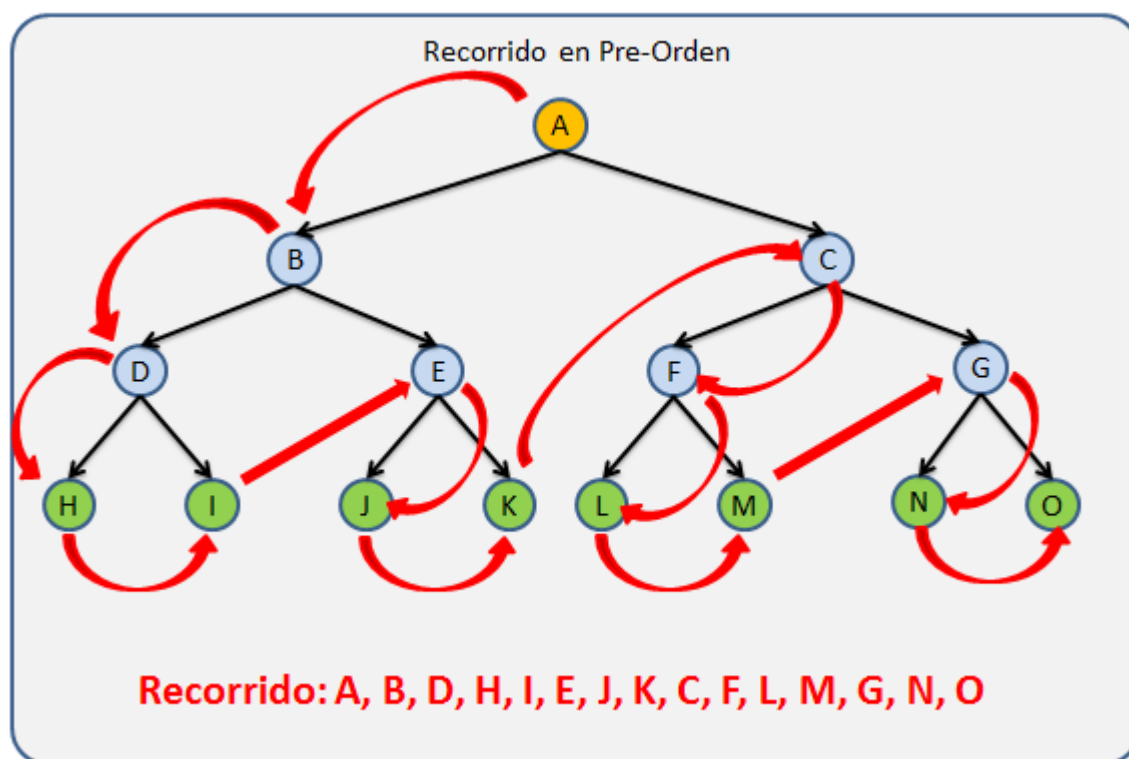 Recorrido en Pre-Orden
A
B
C
D
E
F
G
H
I
J
K
L
M
N
O
Recorrido: A, B, D, H, I, E, J, K, C, F, L, M, G, N, O